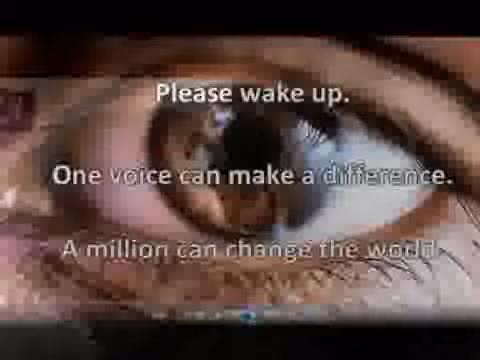 Please wake up.
One voice can make a difference.
A million can change the world